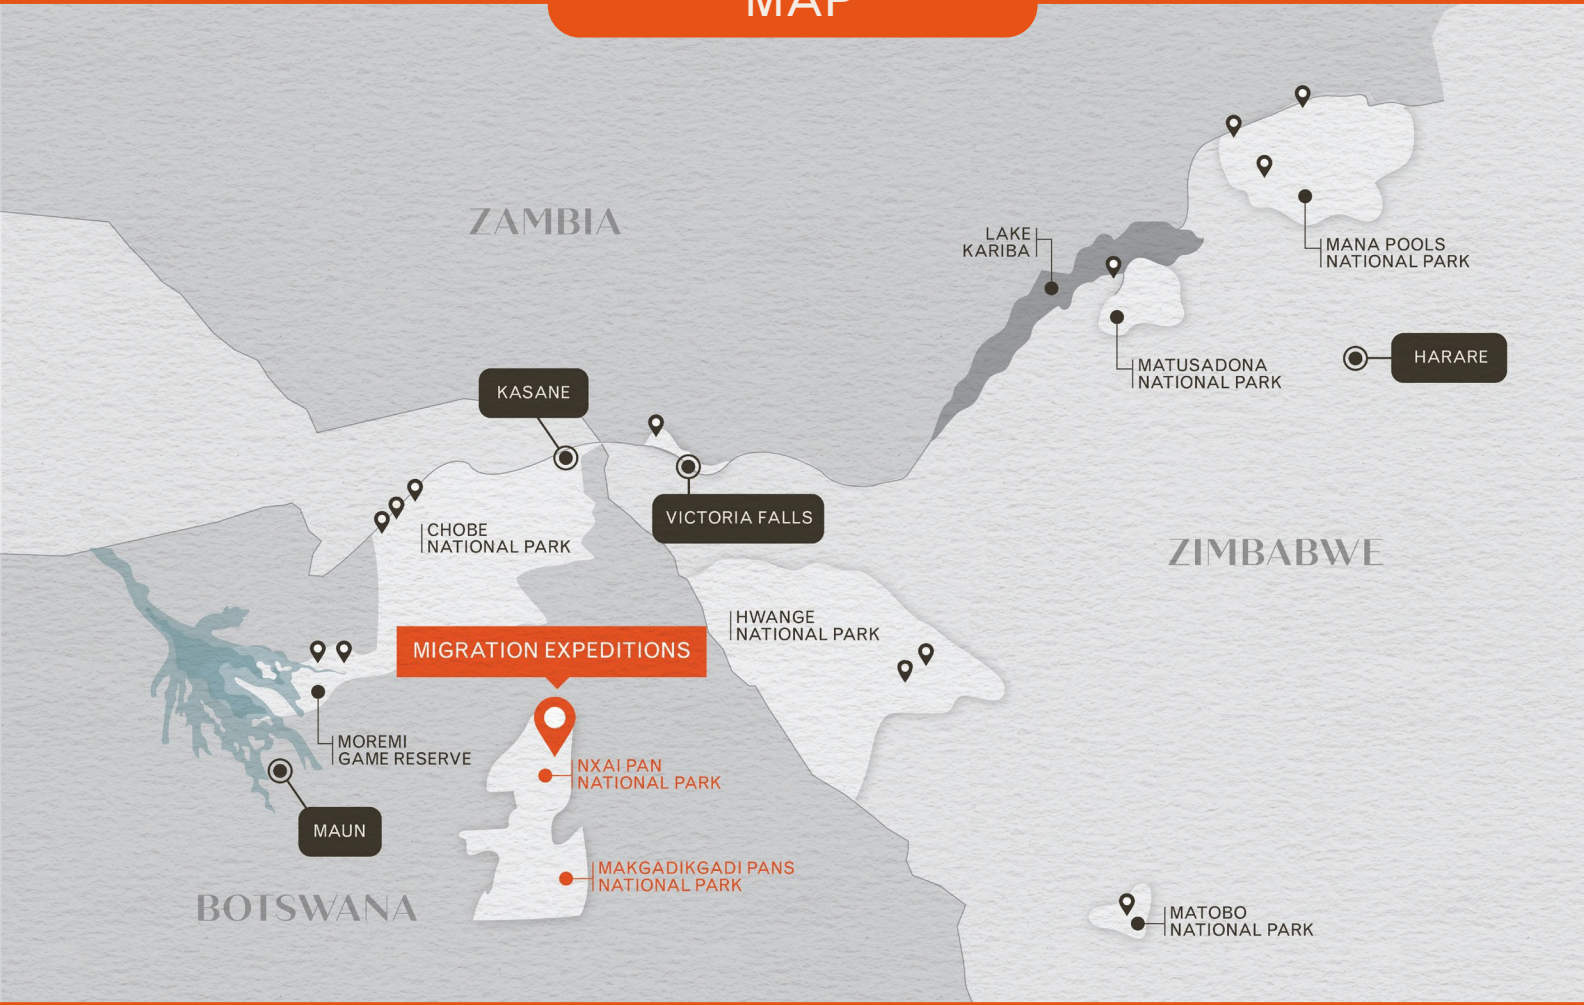 MAP
ZAMBIA
LAKE
KARIBA
MANA POOLS
NATIONAL PARK
MATUSADONA
NATIONAL PARK
HARARE
KASANE
VICTORIA FALLS
CHOBE
NATIONAL PARK
ZIMBABWE
HWANGE
NATIONAL PARK
MIGRATION EXPEDITIONS
MOREMI
GAME RESERVE
NXAI PAN
NATIONAL PARK
MAUN
MAKGADIKGADI PANS
NATIONAL PARK
BOTSWANA
MATOBO
NATIONAL PARK